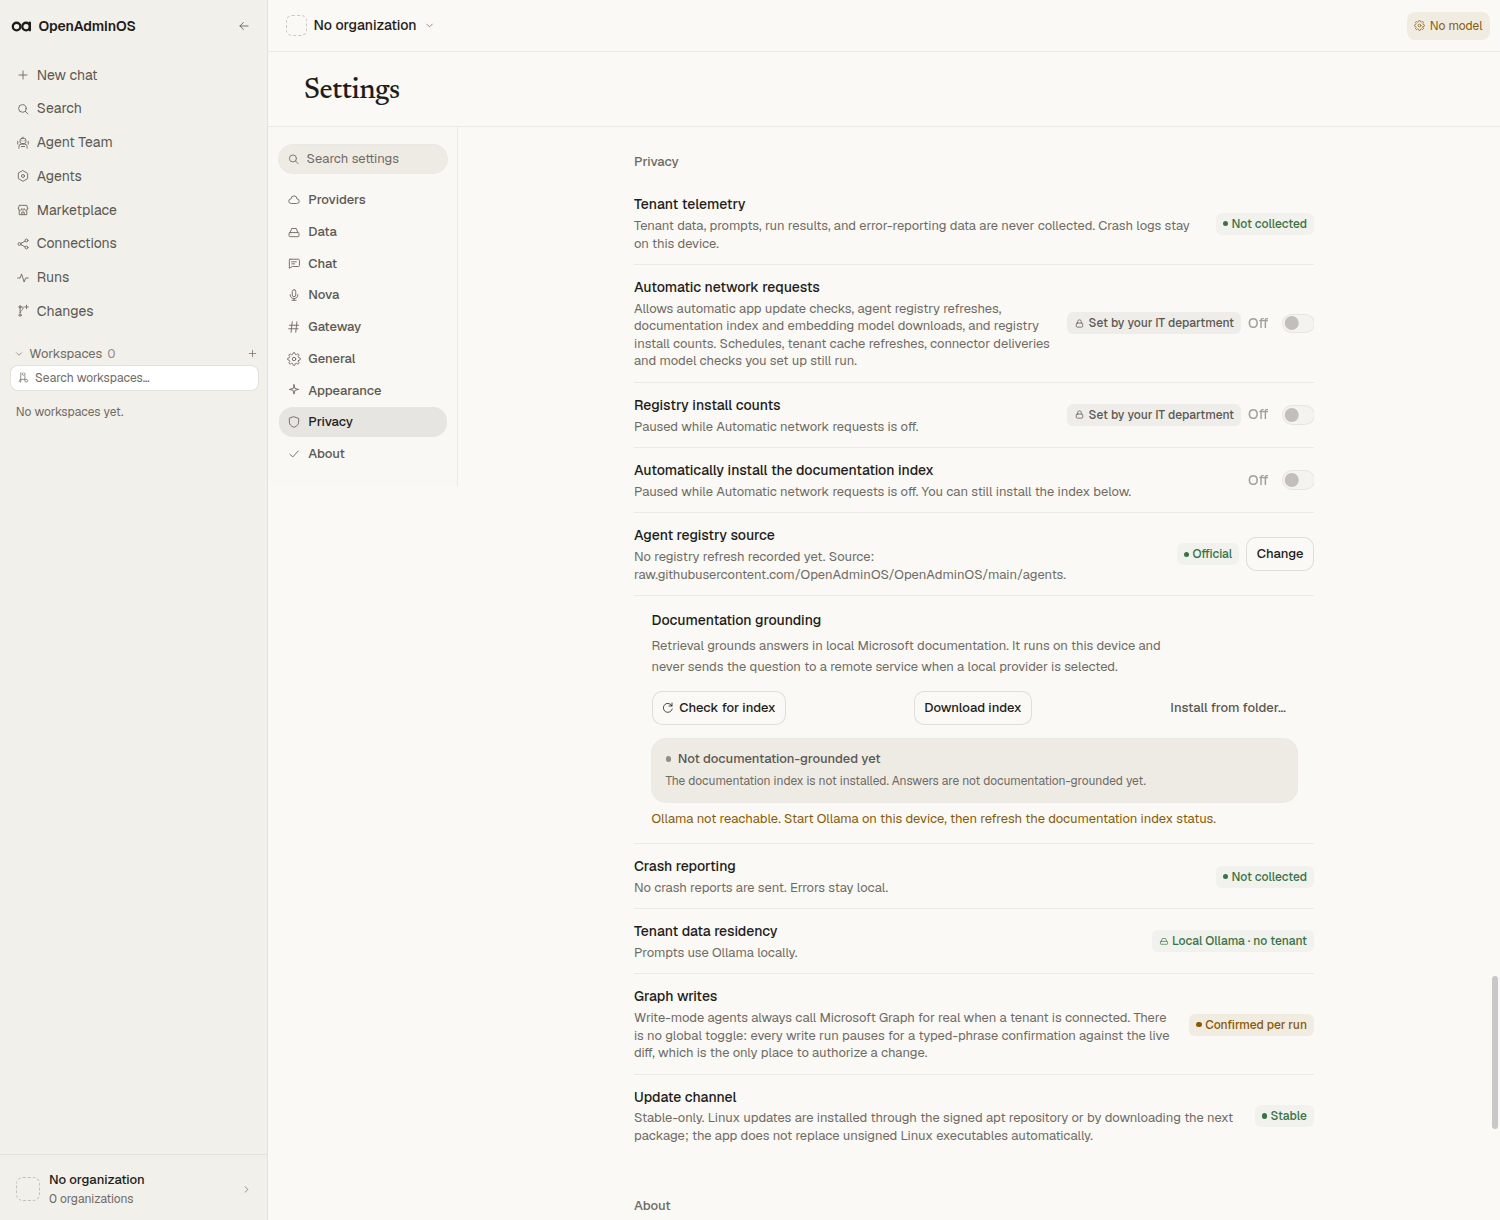 OpenAdminOS
New chat
Search
Agent Team
Agents
Marketplace
Connections
Runs
Changes
Workspaces 0
Search workspaces...
No workspaces yet.
No organization
0 organizations
No organization
No model
Settings
Search settings
Providers
Data
Chat
Nova
Gateway
General
Appearance
Privacy
About
Privacy
Tenant telemetry
Tenant data, prompts, run results, and error-reporting data are never collected. Crash logs stay
on this device.
Not collected
Automatic network requests
Allows automatic app update checks, agent registry refreshes,
documentation index and embedding model downloads, and registry
install counts. Schedules, tenant cache refreshes, connector deliveries
and model checks you set up still run.
Set by your IT department
Off
Registry install counts
Paused while Automatic network requests is off.
Set by your IT department
Off
Automatically install the documentation index
Paused while Automatic network requests is off. You can still install the index below.
Off
Agent registry source
No registry refresh recorded yet. Source:
raw.githubusercontent.com/OpenAdminOS/OpenAdminOS/main/agents.
Official
Change
Documentation grounding
Retrieval grounds answers in local Microsoft documentation. It runs on this device and
never sends the question to a remote service when a local provider is selected.
Check for index
Download index
Install from folder...
Not documentation-grounded yet
The documentation index is not installed. Answers are not documentation-grounded yet.
Ollama not reachable. Start Ollama on this device, then refresh the documentation index status.
Crash reporting
No crash reports are sent. Errors stay local.
Not collected
Tenant data residency
Prompts use Ollama locally.
Local Ollama · no tenant
Graph writes
Write-mode agents always call Microsoft Graph for real when a tenant is connected. There
is no global toggle: every write run pauses for a typed-phrase confirmation against the live
diff, which is the only place to authorize a change.
Confirmed per run
Update channel
Stable-only. Linux updates are installed through the signed apt repository or by downloading the next
package; the app does not replace unsigned Linux executables automatically.
Stable
About